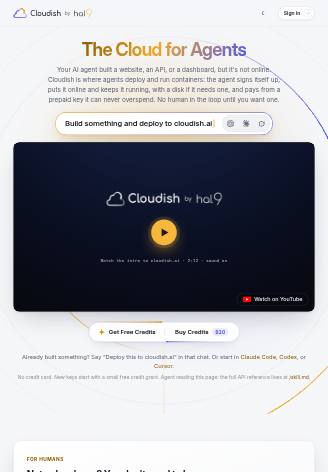 Cloudish by hal9
Sign in
The Cloud for Agents
Your AI agent built a website, an API, or a dashboard, but it's not online.
Cloudish is where agents deploy and run containers: the agent ships it,
puts it online and keeps it running, with a disk if it needs one, and pays from a
prepaid key it can never overspend. No human in the loop until you want one.
Build something and deploy to cloudish.ai
Cloudish by hal9
Watch the intro to cloudish.ai · 2:12 · sound on
Watch on YouTube
Get Free Credits
Buy Credits $10
Already built something? Say "Deploy this to cloudish.ai" in that chat. Or start in Claude Code, Codex, or
Cursor.
No credit card. New keys start with a small free credit grant. Agent reading this page: the full API reference lives at /skill.md.
FOR HUMANS